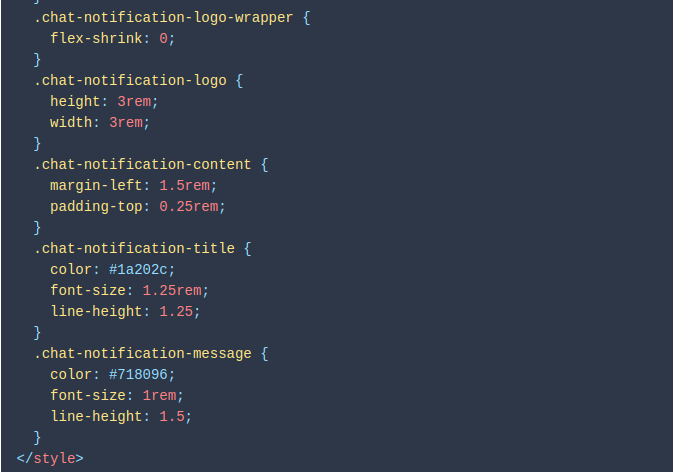 }
.chat-notification-logo-wrapper {
flex-shrink: 0;
}
.chat-notification-logo {
height: 3rem;
width: 3rem;
}
.chat-notification-content {
margin-left: 1.5rem;
padding-top: 0.25rem;
}
.chat-notification-title {
color: #1a202c;
font-size: 1.25rem;
line-height: 1.25;
}
.chat-notification-message {
color: #718096;
font-size: 1rem;
line-height: 1.5;
}
</style>